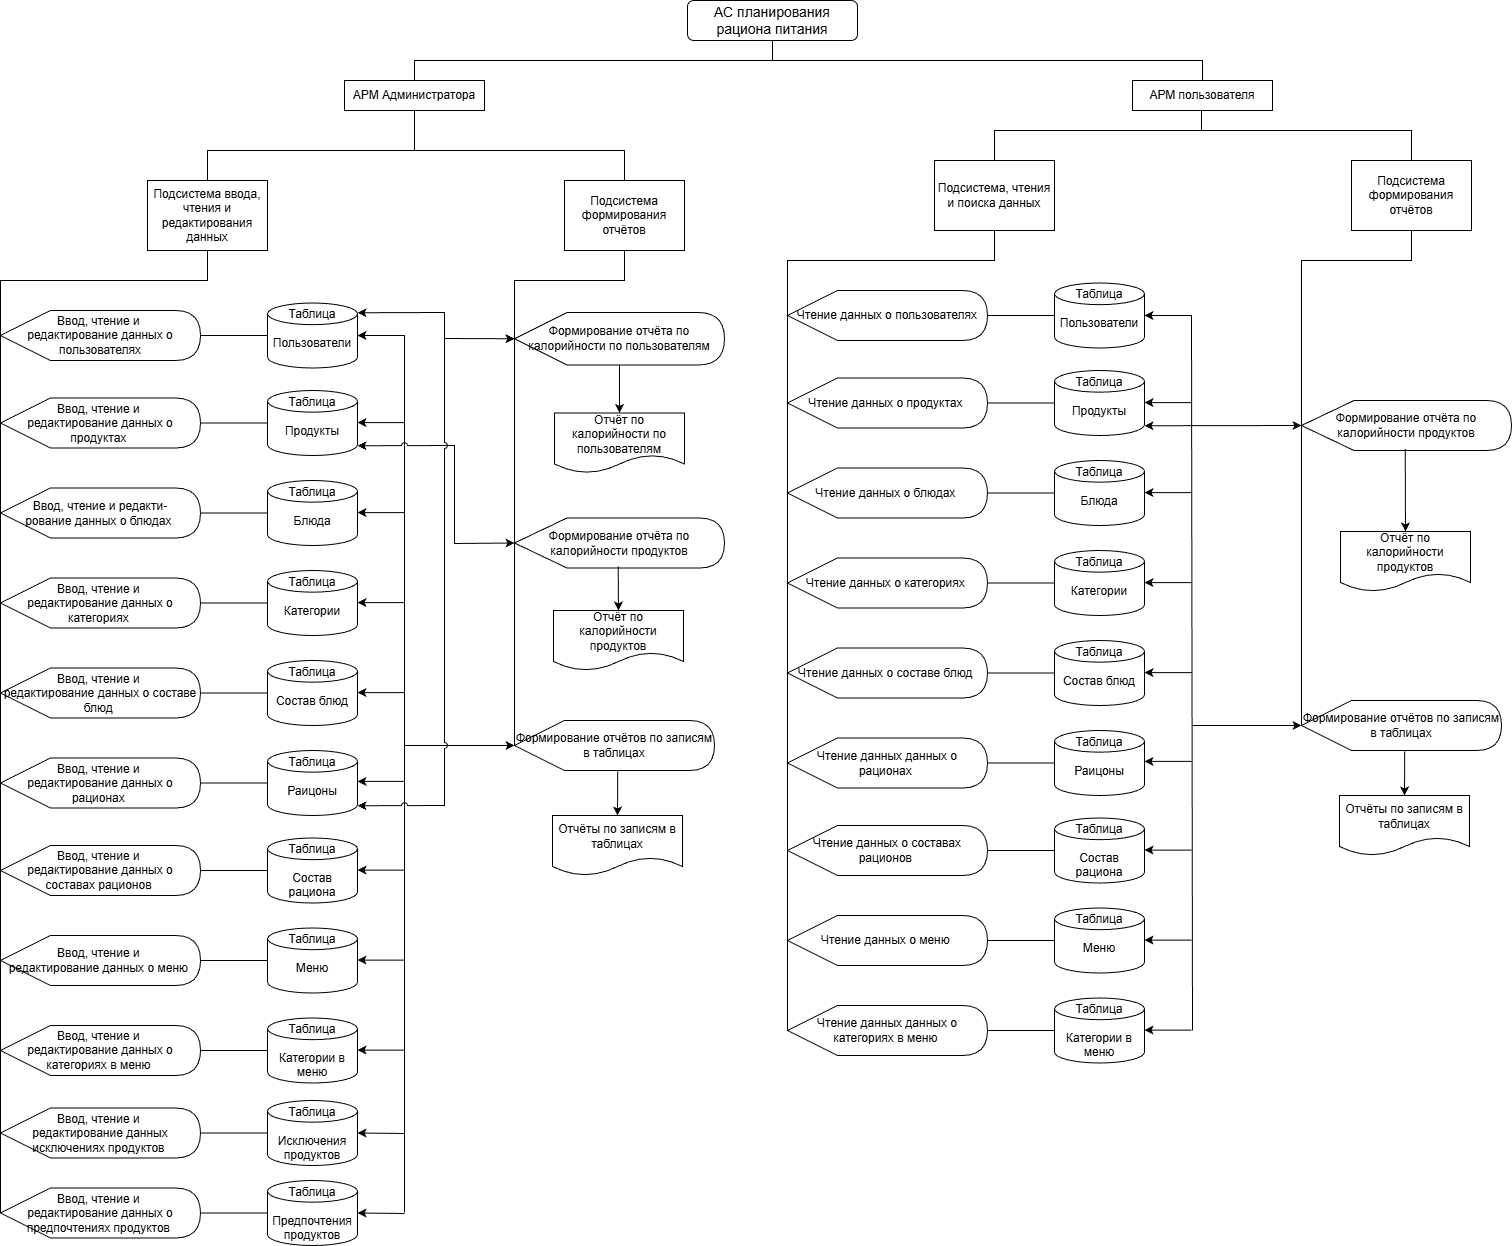 АС планирования
рациона питания
АРМ Администратора
АРМ пользователя
Подсистема ввода,
чтения и
редактирования
данных
Подсистема
формирования
отчётов
Подсистема, чтения
и поиска данных
Подсистема
формирования
отчётов
Ввод, чтение и
редактирование данных о
пользователях
Таблица
Пользователи
Ввод, чтение и
редактирование данных о
продуктах
Таблица
Продукты
Ввод, чтение и редакти-
рование данных о блюдах
Таблица
Блюда
Ввод, чтение и
редактирование данных о
категориях
Таблица
Категории
Ввод, чтение и
редактирование данных о составе
блюд
Таблица
Состав блюд
Ввод, чтение и
редактирование данных о
рационах
Таблица
Раицоны
Ввод, чтение и
редактирование данных о
составах рационов
Таблица
Состав
рациона
Ввод, чтение и
редактирование данных о меню
Таблица
Меню
Ввод, чтение и
редактирование данных о
категориях в меню
Таблица
Категории в
меню
Ввод, чтение и
редактирование данных
исключениях продуктов
Таблица
Исключения
продуктов
Ввод, чтение и
редактирование данных о
предпочтениях продуктов
Таблица
Предпочтения
продуктов
Формирование отчёта по
калорийности по пользователям
Отчёт по
калорийности по
пользователям
Формирование отчёта по
калорийности продуктов
Отчёт по
калорийности
продуктов
Формирование отчётов по записям
в таблицах
Отчёты по записям в
таблицах
Чтение данных о пользователях
Таблица
Пользователи
Чтение данных о продуктах
Таблица
Продукты
Чтение данных о блюдах
Таблица
Блюда
Чтение данных о категориях
Таблица
Категории
Чтение данных о составе блюд
Таблица
Состав блюд
Чтение данных данных о
рационах
Таблица
Раицоны
Чтение данных о составах
рационов
Таблица
Состав
рациона
Чтение данных о меню
Таблица
Меню
Чтение данных данных о
категориях в меню
Таблица
Категории в
меню
Формирование отчёта по
калорийности продуктов
Отчёт по
калорийности
продуктов
Формирование отчётов по записям
в таблицах
Отчёты по записям в
таблицах